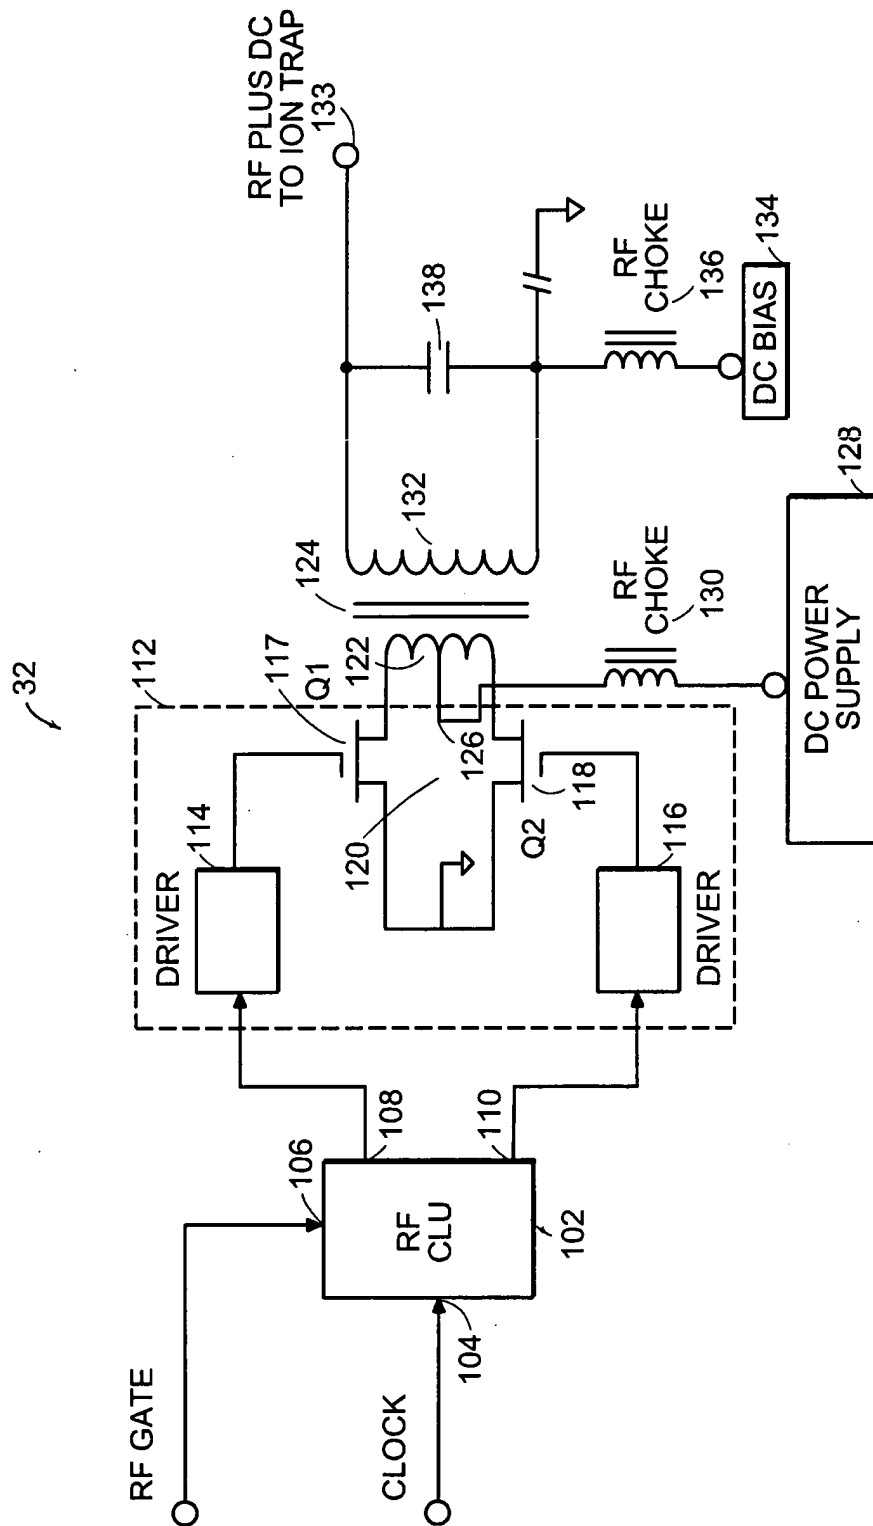 32
RF GATE
CLOCK
106
104
RF
CLU
102
108
110
112
DRIVER
114
DRIVER
116
117
Q1
120
118
Q2
122
126
124
132
138
RF PLUS DC
TO ION TRAP
133
RF
CHOKE
130
RF
CHOKE
136
DC POWER
SUPPLY
128
DC BIAS
134